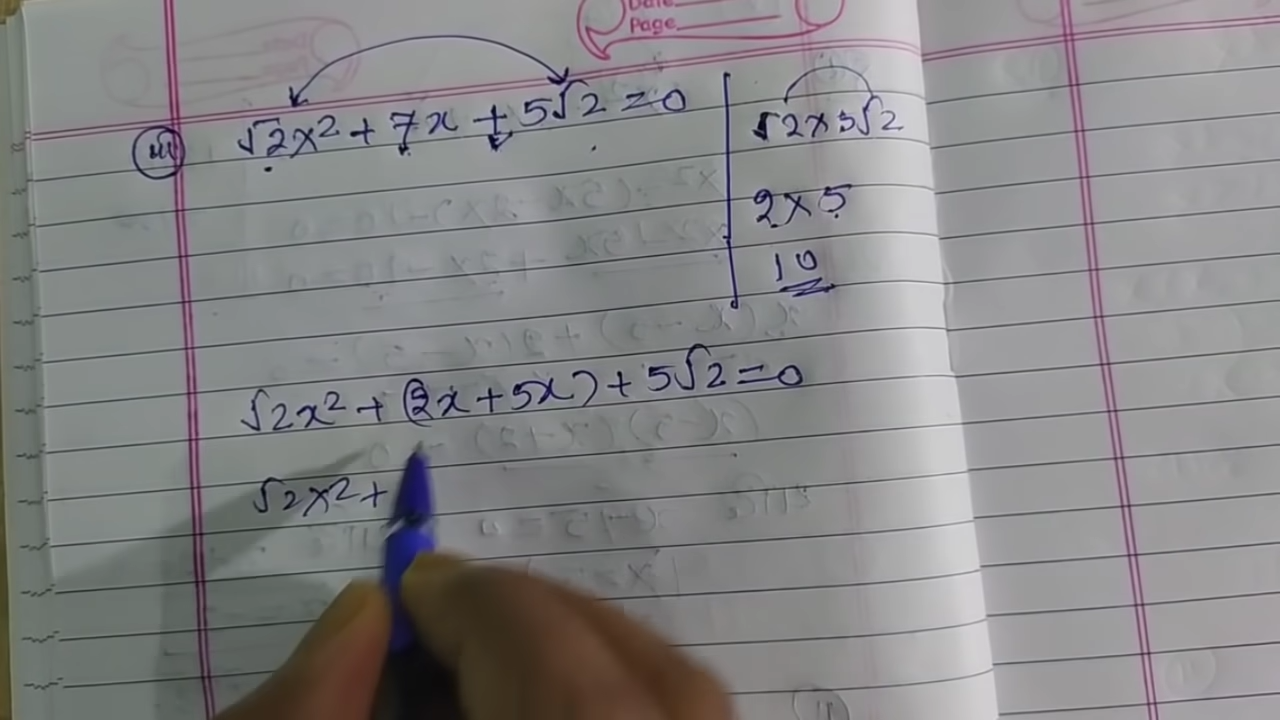 Date
Page
(iii) √2x² + 7x + 5√2 = 0
√2 × 5√2
2 × 5
10
√2x² + (2x + 5x) + 5√2 = 0
√2x² +